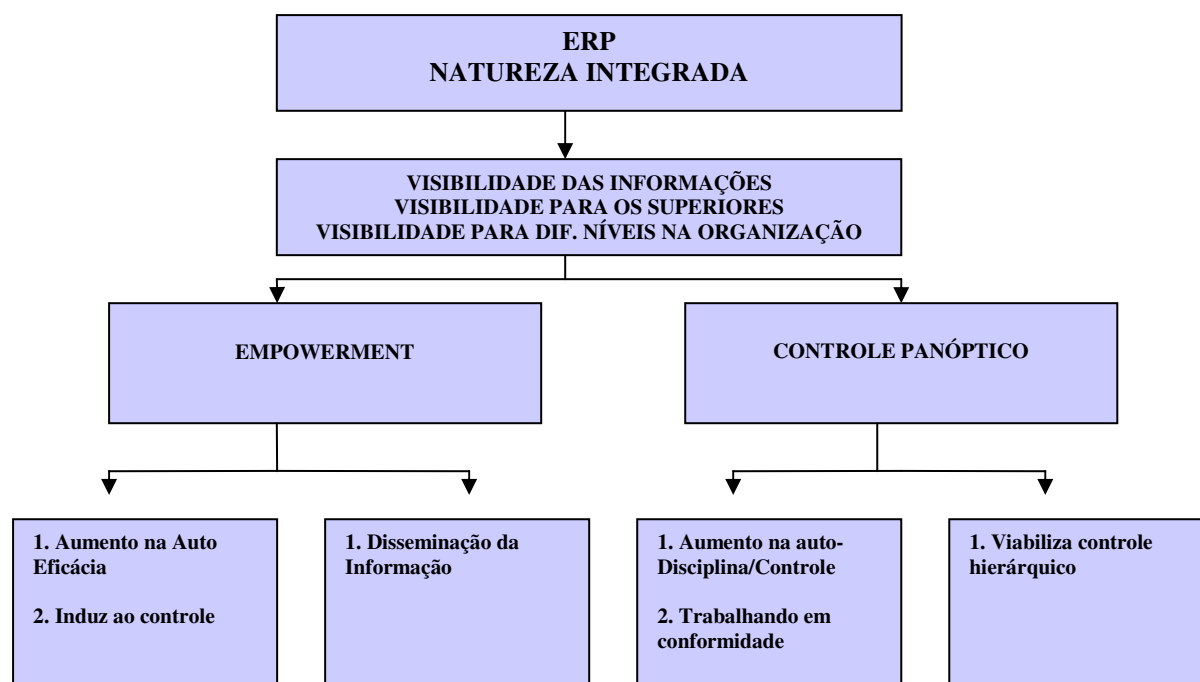 ERP
NATUREZA INTEGRADA
VISIBILIDADE DAS INFORMAÇÕES
VISIBILIDADE PARA OS SUPERIORES
VISIBILIDADE PARA DIF. NÍVEIS NA ORGANIZAÇÃO
EMPOWERMENT
CONTROLE PANÓPTICO
1. Aumento na Auto
Eficácia
2. Induz ao controle
1. Disseminação da
Informação
1. Aumento na auto-
Disciplina/Controle
2. Trabalhando em
conformidade
1. Viabiliza controle
hierárquico